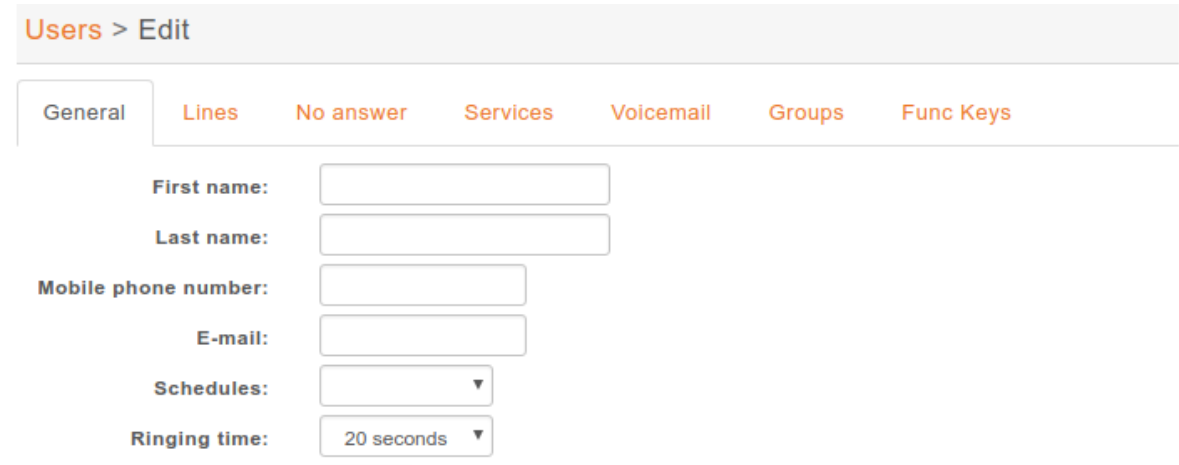 Users > Edit
General Lines No answer Services Voicemail Groups Func Keys
First name:
Last name:
Mobile phone number:
E-mail:
Schedules:
Ringing time: 20 seconds